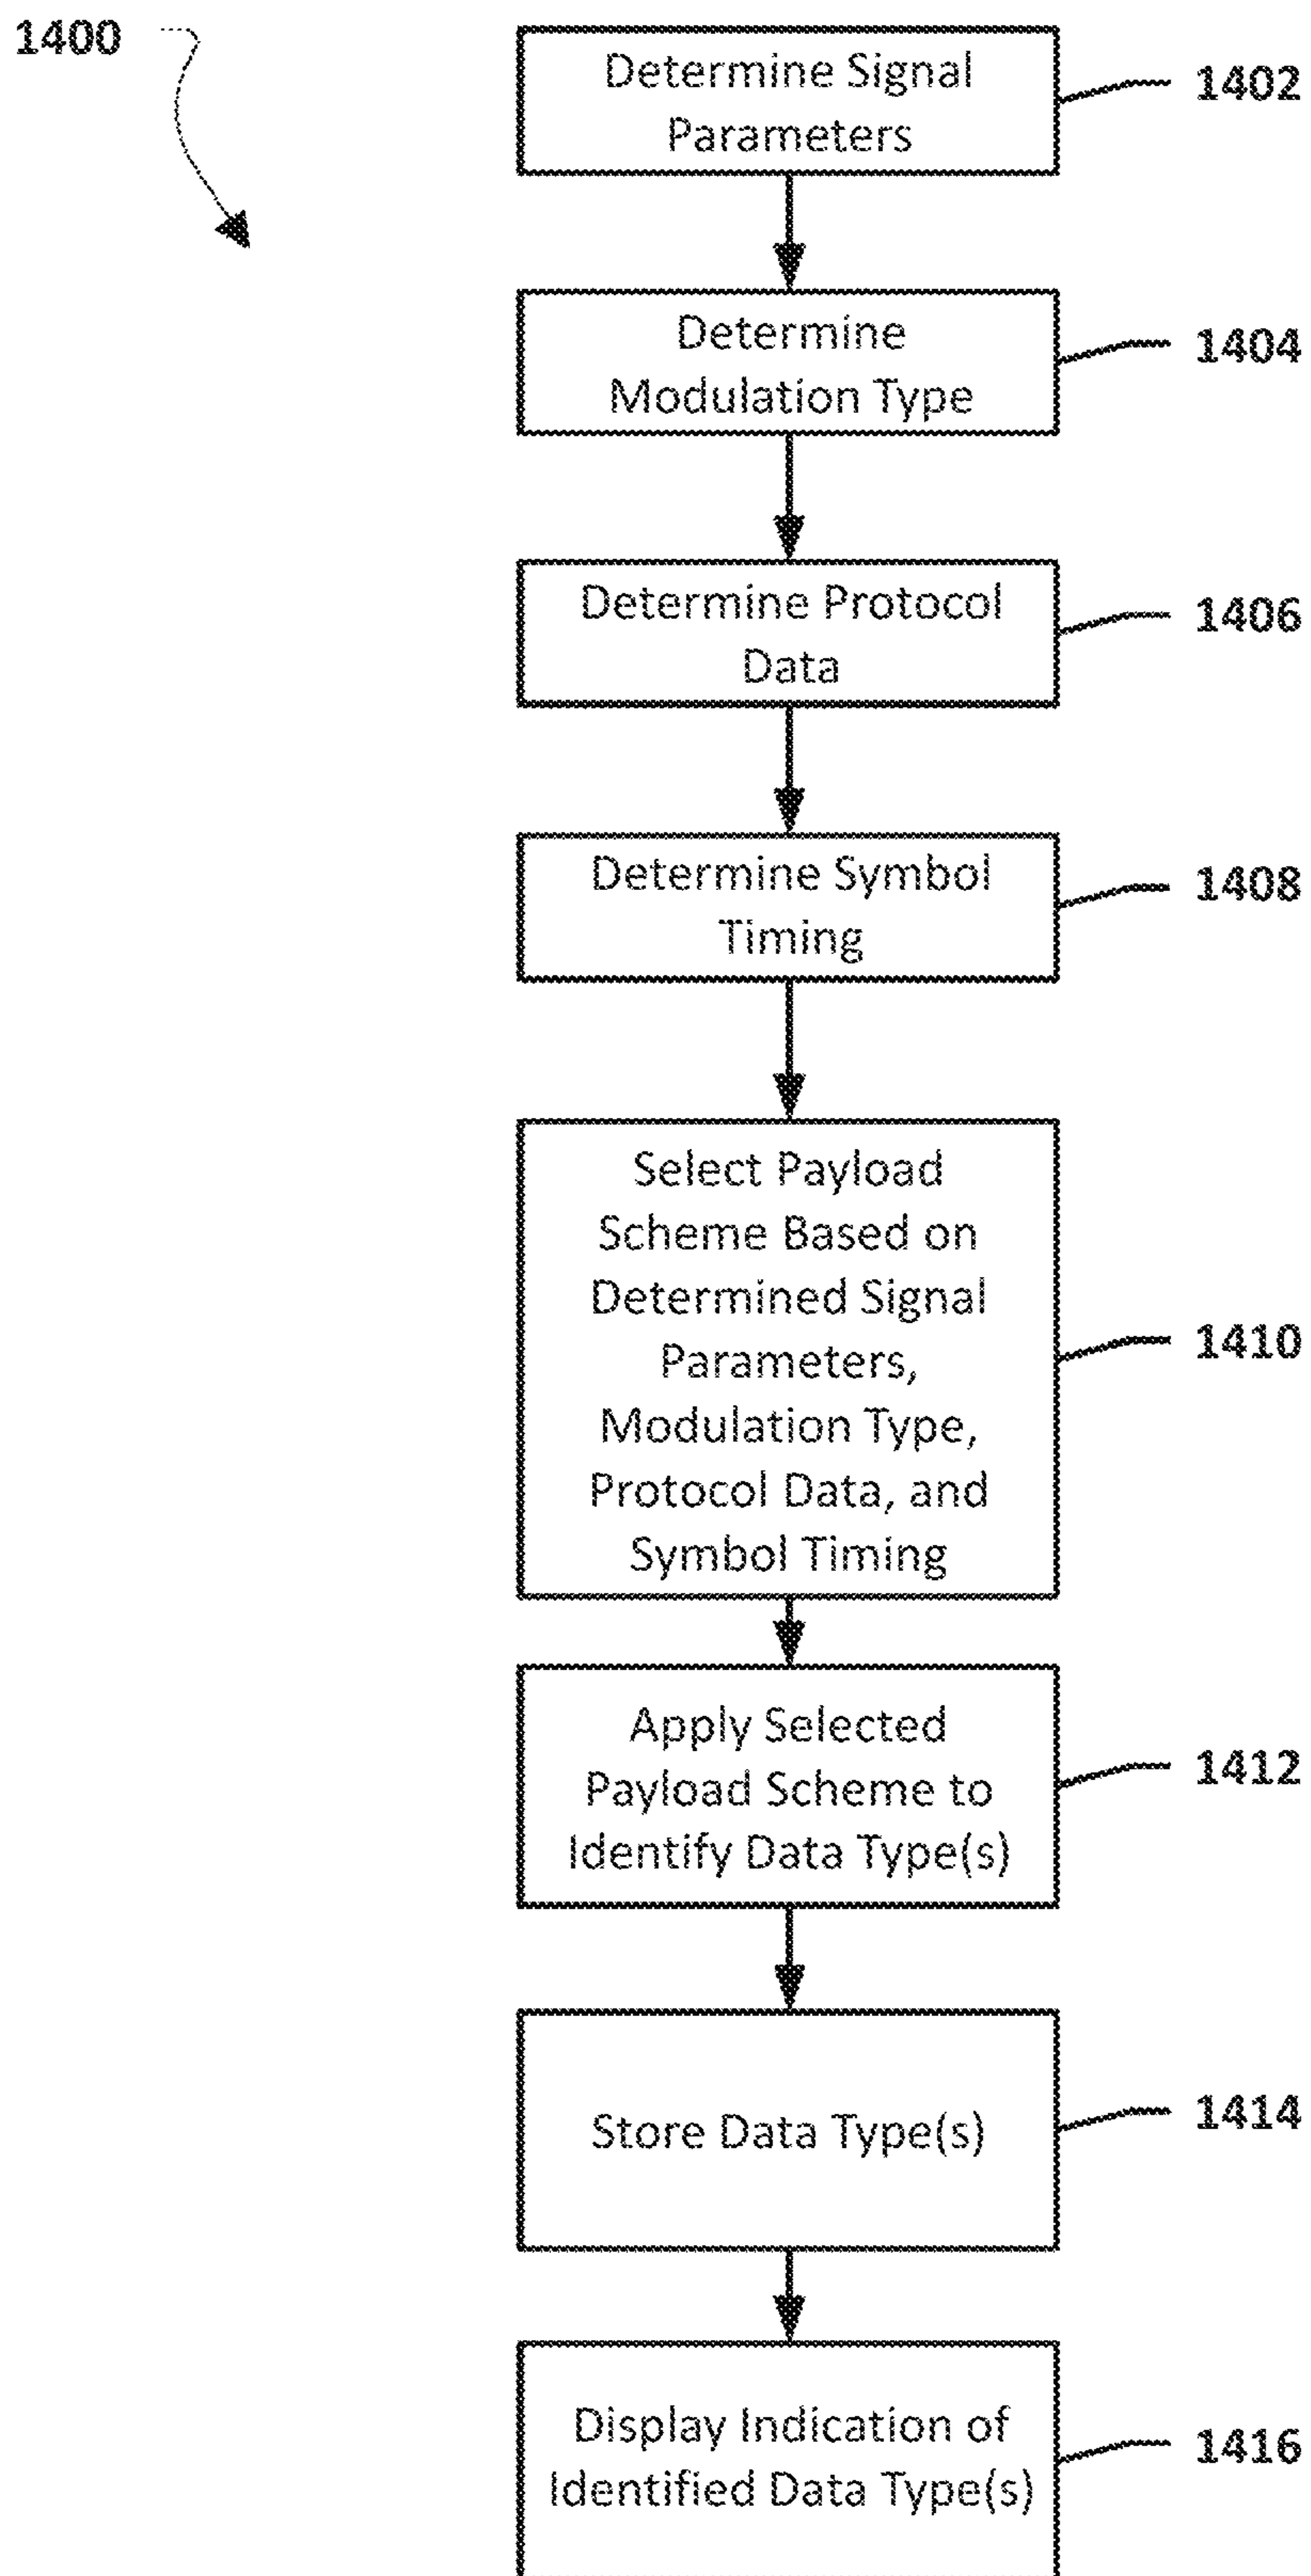 1400
Determine Signal
Parameters
1402
Determine
Modulation Type
1404
Determine Protocol
Data
1406
Determine Symbol
Timing
1408
Select Payload
Scheme Based on
Determined Signal
Parameters,
Modulation Type,
Protocol Data, and
Symbol Timing
1410
Apply Selected
Payload Scheme to
Identify Data Type(s)
1412
Store Data Type(s)
1414
Display Indication of
Identified Data Type(s)
1416